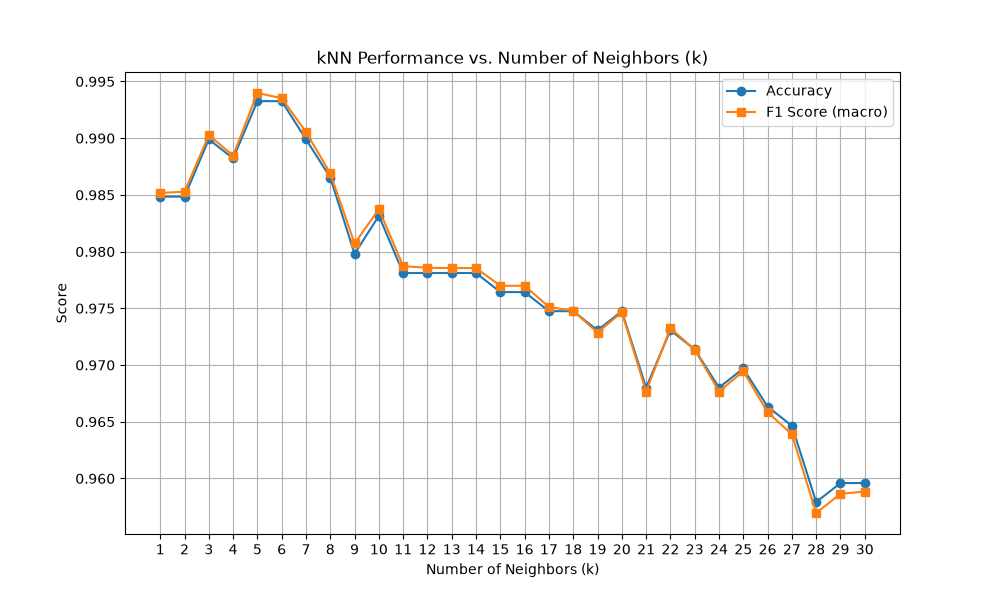 kNN Performance vs. Number of Neighbors (k)
Accuracy
F1 Score (macro)
Score
0.995
0.990
0.985
0.980
0.975
0.970
0.965
0.960
1 2 3 4 5 6 7 8 9 10 11 12 13 14 15 16 17 18 19 20 21 22 23 24 25 26 27 28 29 30
Number of Neighbors (k)